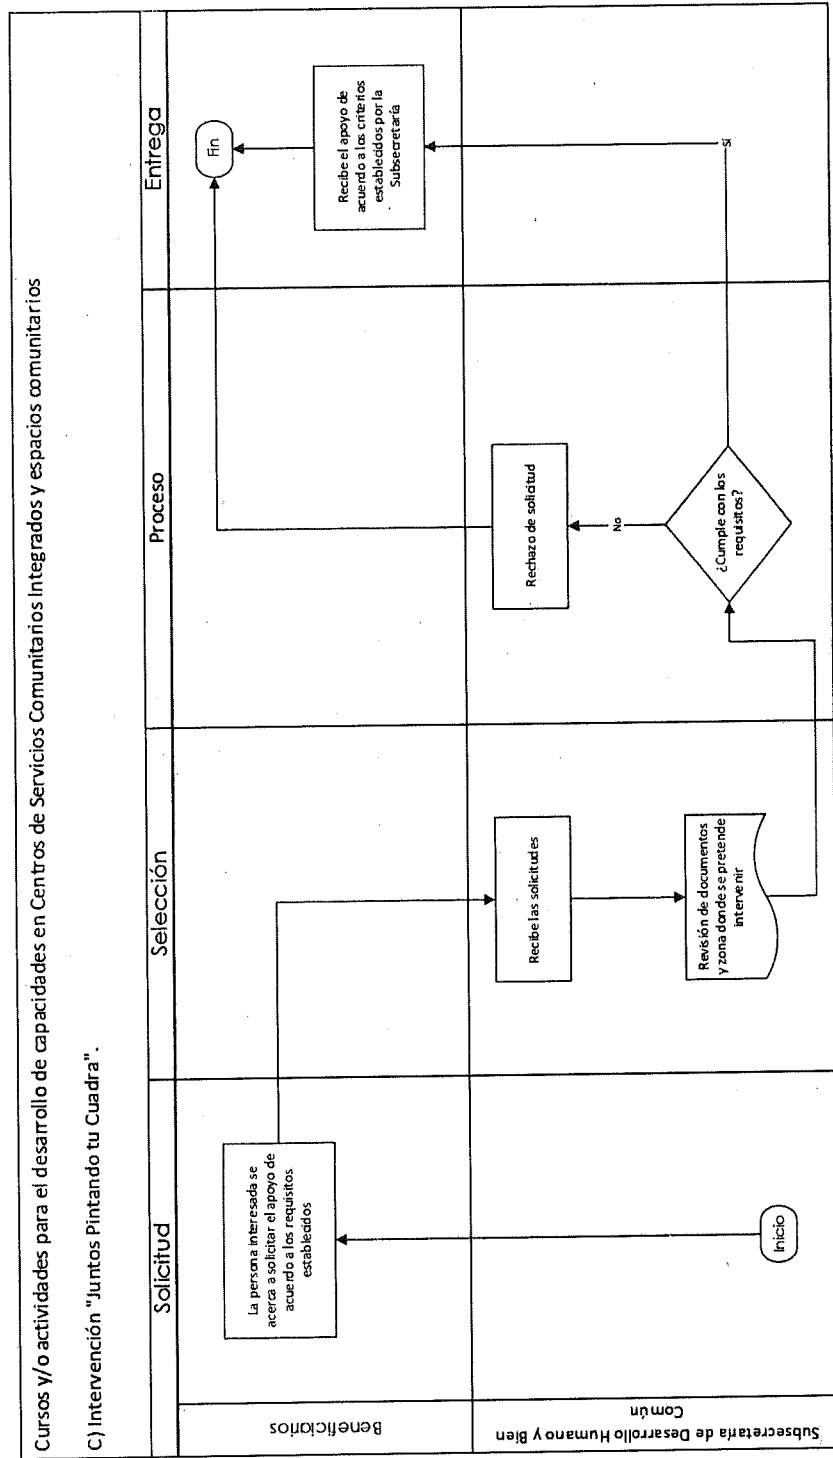 Cursos y/o actividades para el desarrollo de capacidades en Centros de Servicios Comunitarios Integrados y espacios comunitarios
C) Intervención "Juntos Pintando tu Cuadra".
Solicitud
Selección
Proceso
Entrega
Beneficiarios
La persona interesada se
acerca a solicitar el apoyo de
acuerdo a los requisitos
establecidos
Fin
Recibe el apoyo de
acuerdo a los criterios
establecidos por la
Subsecretaría
Subsecretaría de Desarrollo Humano y Bien
Común
Inicio
Recibe las solicitudes
Revisión de documentos
y zona donde se pretende
intervenir
Rechazo de solicitud
No
¿Cumple con los
requisitos?
Sí